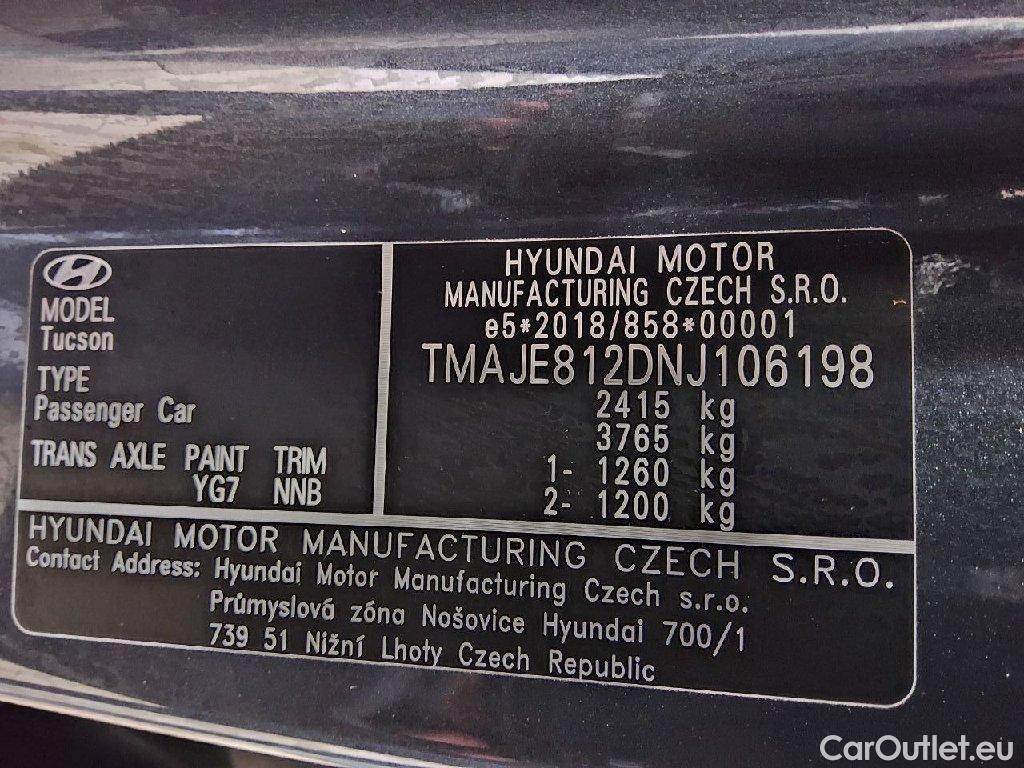 MODEL
Tucson
TYPE
Passenger Car
TRANS AXLE PAINT TRIM
YG7 NNB
HYUNDAI MOTOR
MANUFACTURING CZECH S.R.O.
e5*2018/858*00001
TMAJE812DNJ106198
2415 kg
3765 kg
1- 1260 kg
2- 1200 kg
HYUNDAI MOTOR MANUFACTURING CZECH S.R.O.
Contact Address: Hyundai Motor Manufacturing Czech s.r.o.
Průmyslová zóna Nošovice Hyundai 700/1
739 51 Nižní Lhoty Czech Republic
CarOutlet.eu